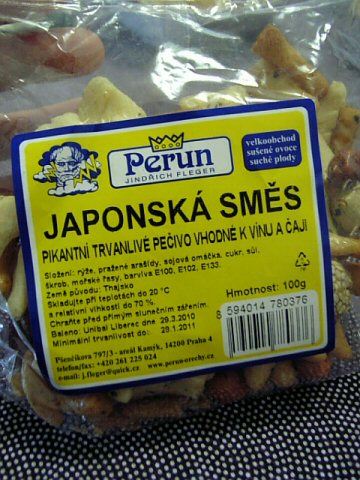 Perun
JINDŘICH FLEGER
velkoobchod
sušené ovoce
suché plody
JAPONSKÁ SMĚS
PIKANTNÍ TRVANLIVÉ PEČIVO VHODNÉ K VÍNU A ČAJI
Složení: rýže, pražené arašídy, sojová omáčka, cukr, sůl,
škrob, mořské řasy, barviva E100, E102, E133.
Země původu: Thajsko
Skladujte při teplotách do 20 °C
a relativní vlhkosti do 70 %.
Chraňte před přímým slunečním zářením.
Baleno: Unibal Liberec dne: 29.3.2010
Minimální trvanlivost do: 28.1.2011
Hmotnost: 100g
8 594014 780376
Pšenčíkova 797/3 - areál Kamýk, 14200 Praha 4
telefon/fax: +420 261 225 024
e-mail: j.fleger@quick.cz www.perunorechy.cz